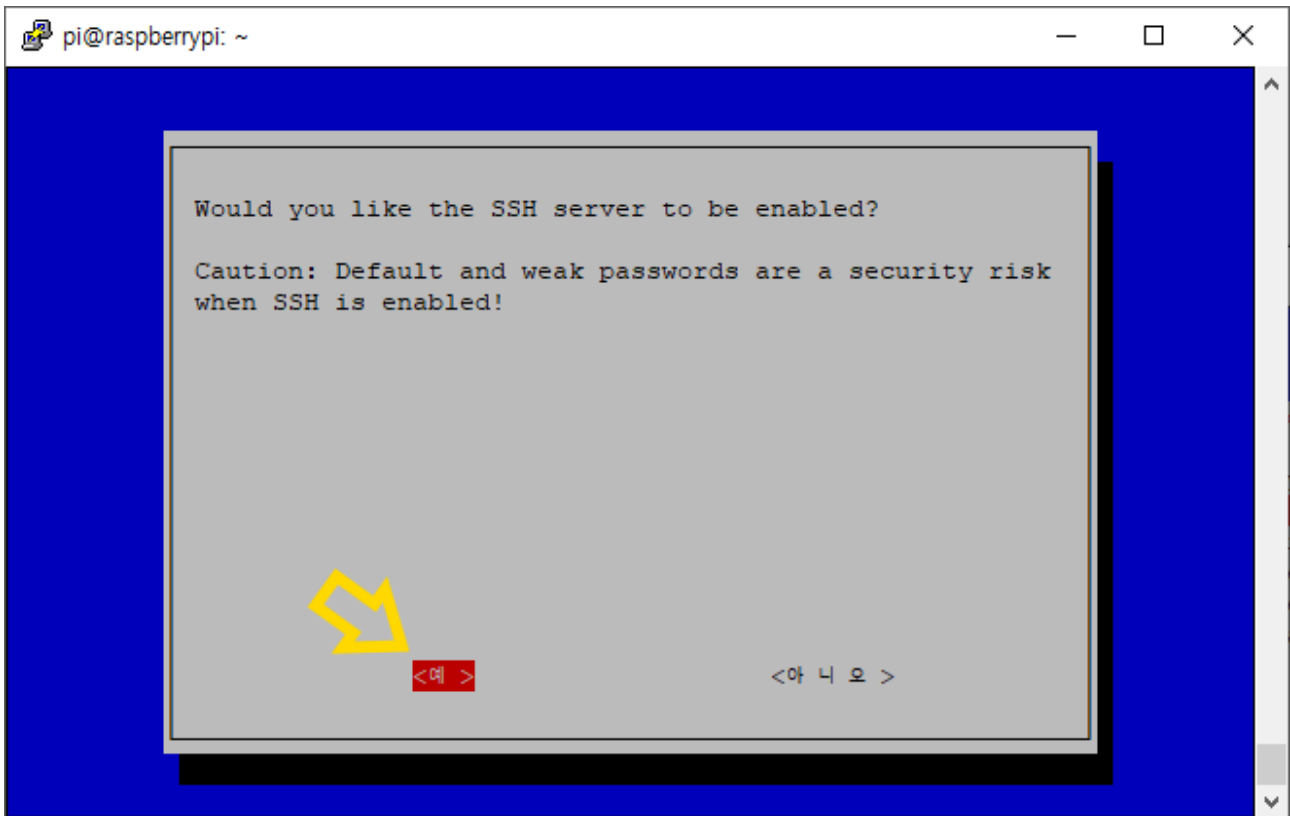 pi@raspberrypi: ~
Would you like the SSH server to be enabled?
Caution: Default and weak passwords are a security risk
when SSH is enabled!
<예 > <아 니 오 >